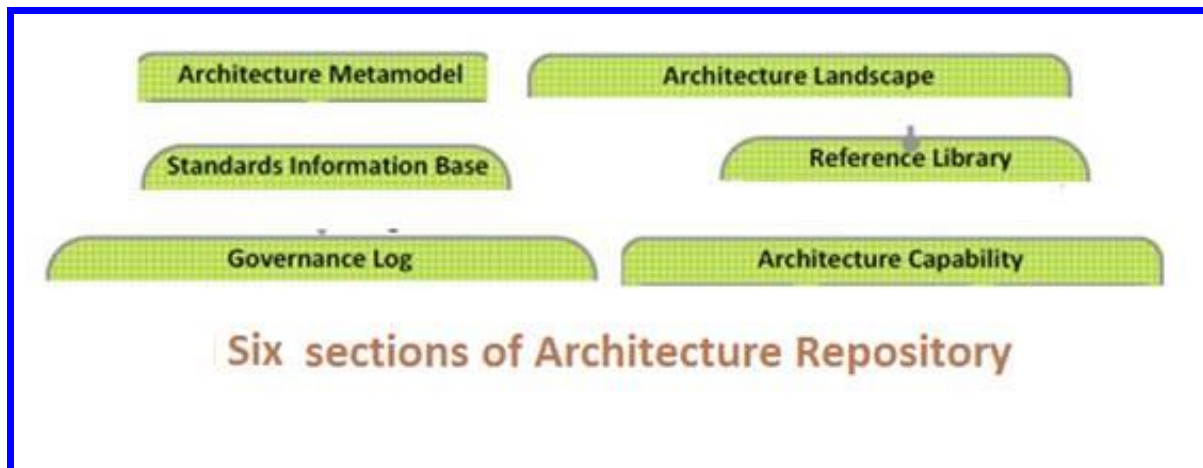 Architecture Metamodel
Architecture Landscape
Standards Information Base
Reference Library
Governance Log
Architecture Capability
Six sections of Architecture Repository